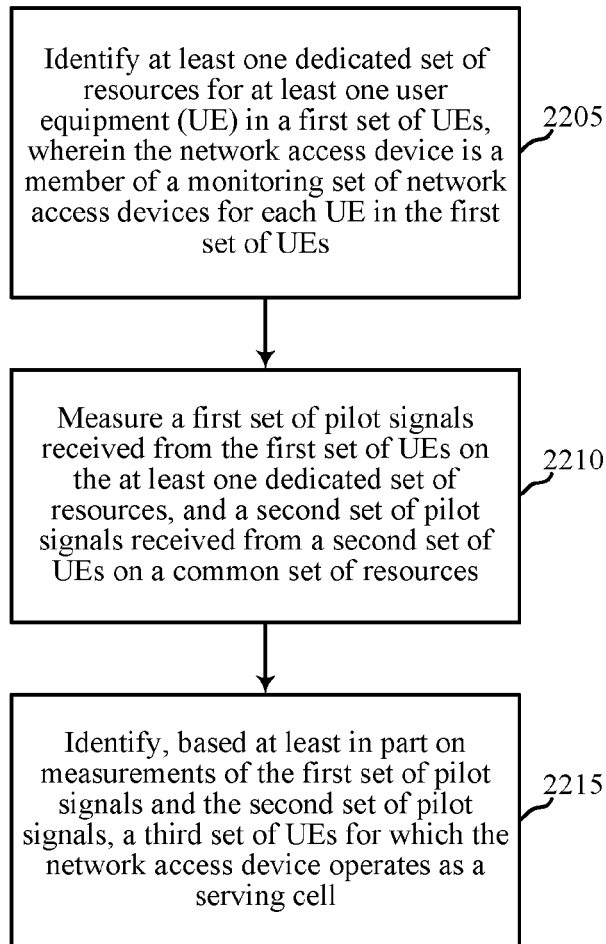 Identify at least one dedicated set of
resources for at least one user
equipment (UE) in a first set of UEs,
wherein the network access device is a
member of a monitoring set of network
access devices for each UE in the first
set of UEs
2205
Measure a first set of pilot signals
received from the first set of UEs on
the at least one dedicated set of
resources, and a second set of pilot
signals received from a second set of
UEs on a common set of resources
2210
Identify, based at least in part on
measurements of the first set of pilot
signals and the second set of pilot
signals, a third set of UEs for which the
network access device operates as a
serving cell
2215